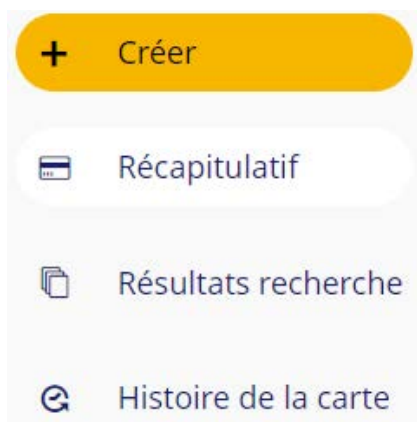 Créer
Récapitulatif
Résultats recherche
Histoire de la carte